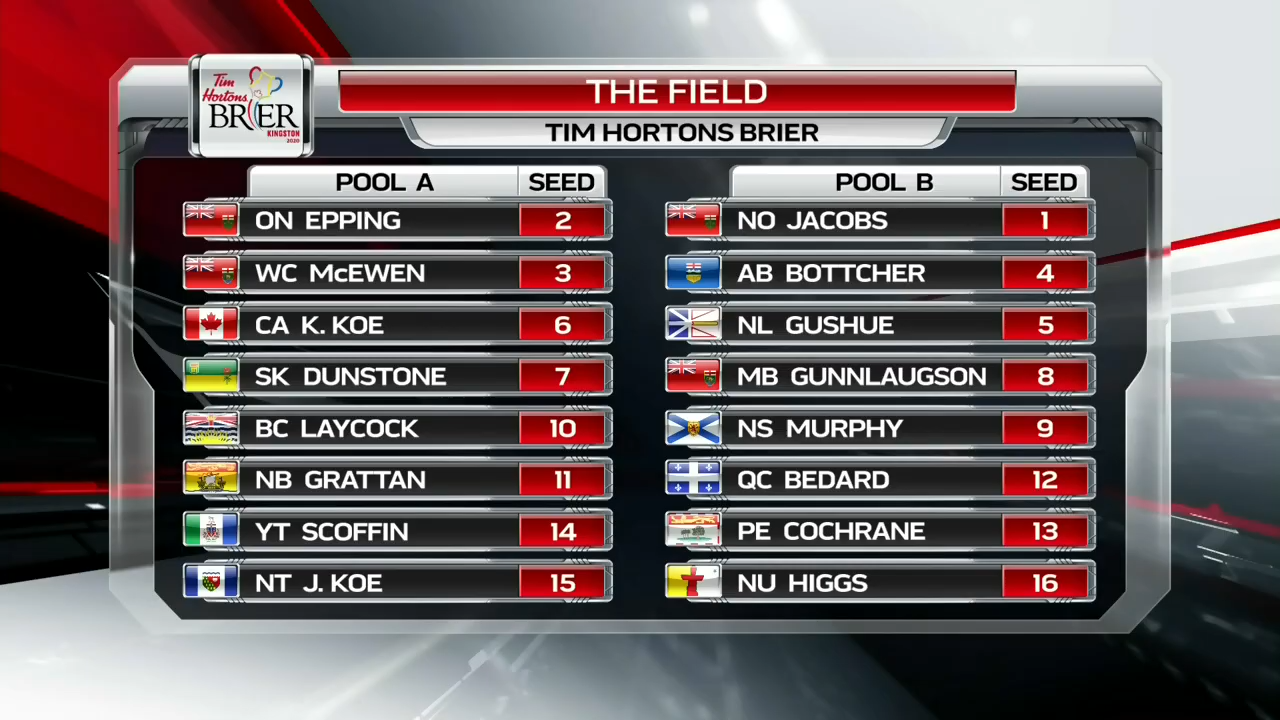 Tim
Hortons
BRIER
KINGSTON
2020
THE FIELD
TIM HORTONS BRIER
POOL A SEED
ON EPPING 2
WC McEWEN 3
CA K. KOE 6
SK DUNSTONE 7
BC LAYCOCK 10
NB GRATTAN 11
YT SCOFFIN 14
NT J. KOE 15
POOL B SEED
NO JACOBS 1
AB BOTTCHER 4
NL GUSHUE 5
MB GUNNLAUGSON 8
NS MURPHY 9
QC BEDARD 12
PE COCHRANE 13
NU HIGGS 16